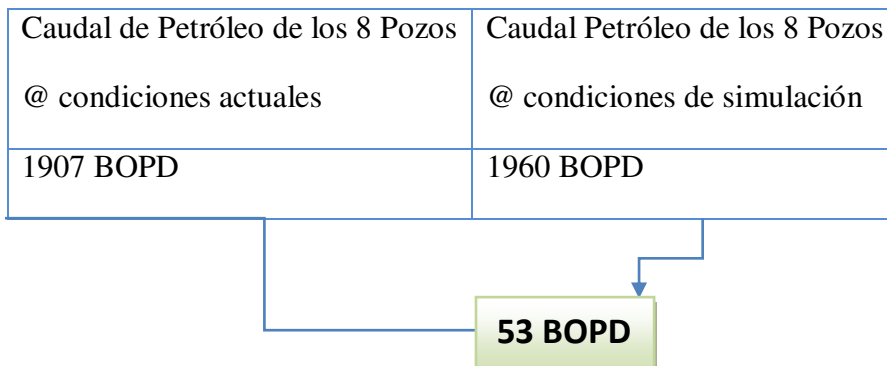 Caudal de Petróleo de los 8 Pozos
@ condiciones actuales
Caudal Petróleo de los 8 Pozos
@ condiciones de simulación
1907 BOPD
1960 BOPD
53 BOPD